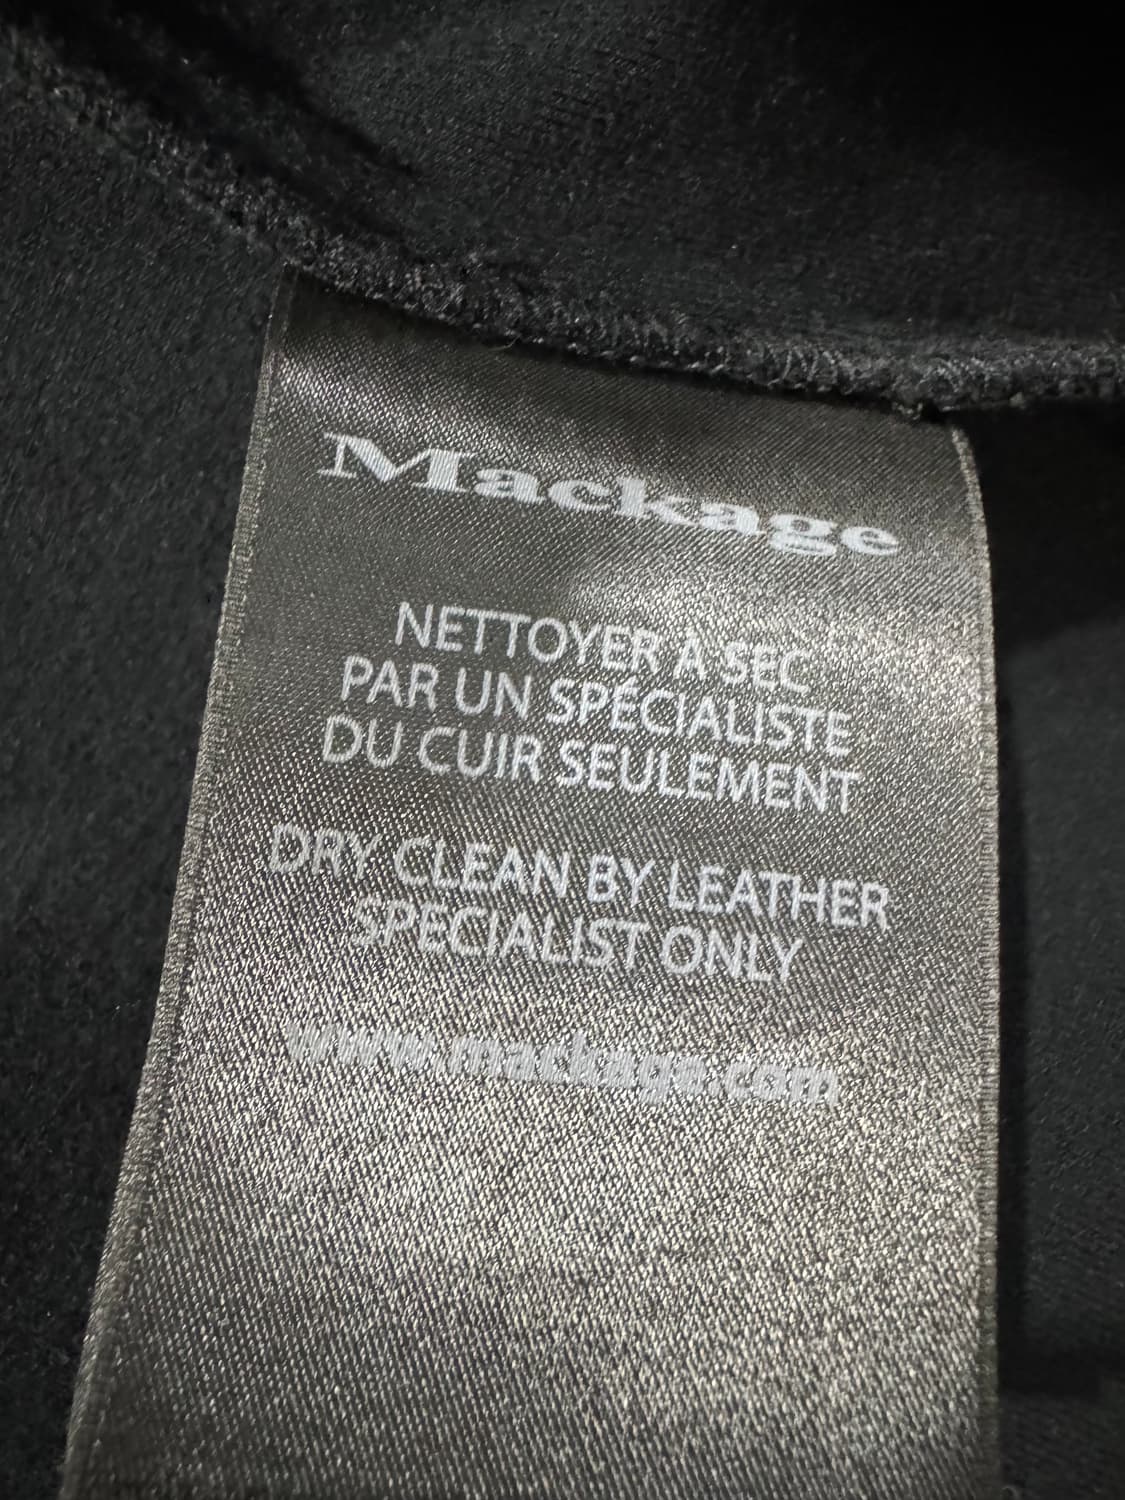 Mackage
NETTOYER À SEC
PAR UN SPÉCIALISTE
DU CUIR SEULEMENT
DRY CLEAN BY LEATHER
SPECIALIST ONLY
www.mackage.com